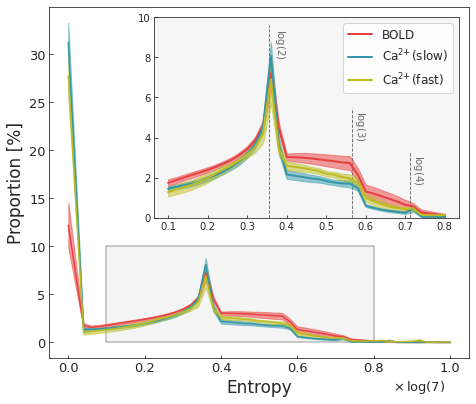 10
8
6
4
2
0
0.1 0.2 0.3 0.4 0.5 0.6 0.7 0.8
log(2)
log(3)
log(4)
BOLD
Ca²⁺ (slow)
Ca²⁺ (fast)
Proportion [%]
35
30
25
20
15
10
5
0
0.0 0.2 0.4 0.6 0.8 1.0
Entropy
× log(7)